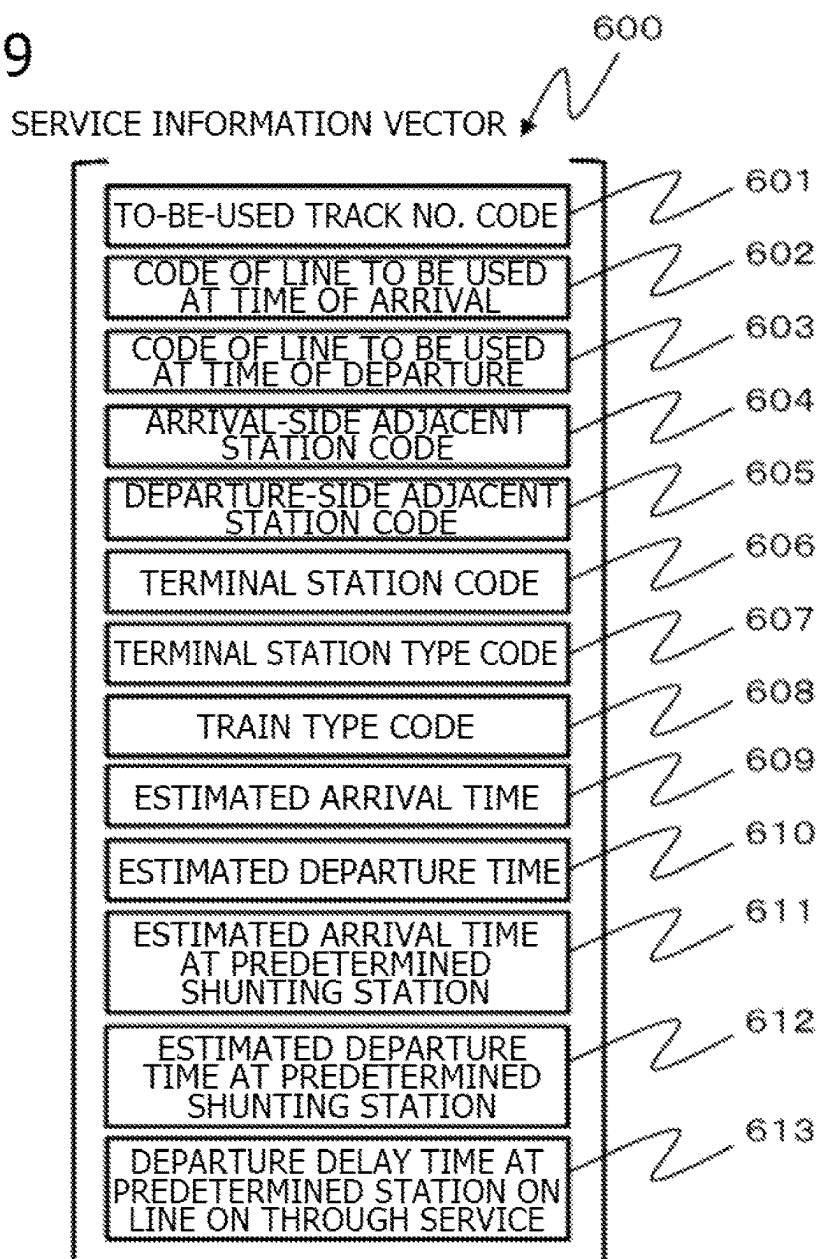 600
9
SERVICE INFORMATION VECTOR
TO-BE-USED TRACK NO. CODE
601
CODE OF LINE TO BE USED
AT TIME OF ARRIVAL
602
CODE OF LINE TO BE USED
AT TIME OF DEPARTURE
603
ARRIVAL-SIDE ADJACENT
STATION CODE
604
DEPARTURE-SIDE ADJACENT
STATION CODE
605
TERMINAL STATION CODE
606
TERMINAL STATION TYPE CODE
607
TRAIN TYPE CODE
608
ESTIMATED ARRIVAL TIME
609
ESTIMATED DEPARTURE TIME
610
ESTIMATED ARRIVAL TIME
AT PREDETERMINED
SHUNTING STATION
611
ESTIMATED DEPARTURE
TIME AT PREDETERMINED
SHUNTING STATION
612
DEPARTURE DELAY TIME AT
PREDETERMINED STATION ON
LINE ON THROUGH SERVICE
613